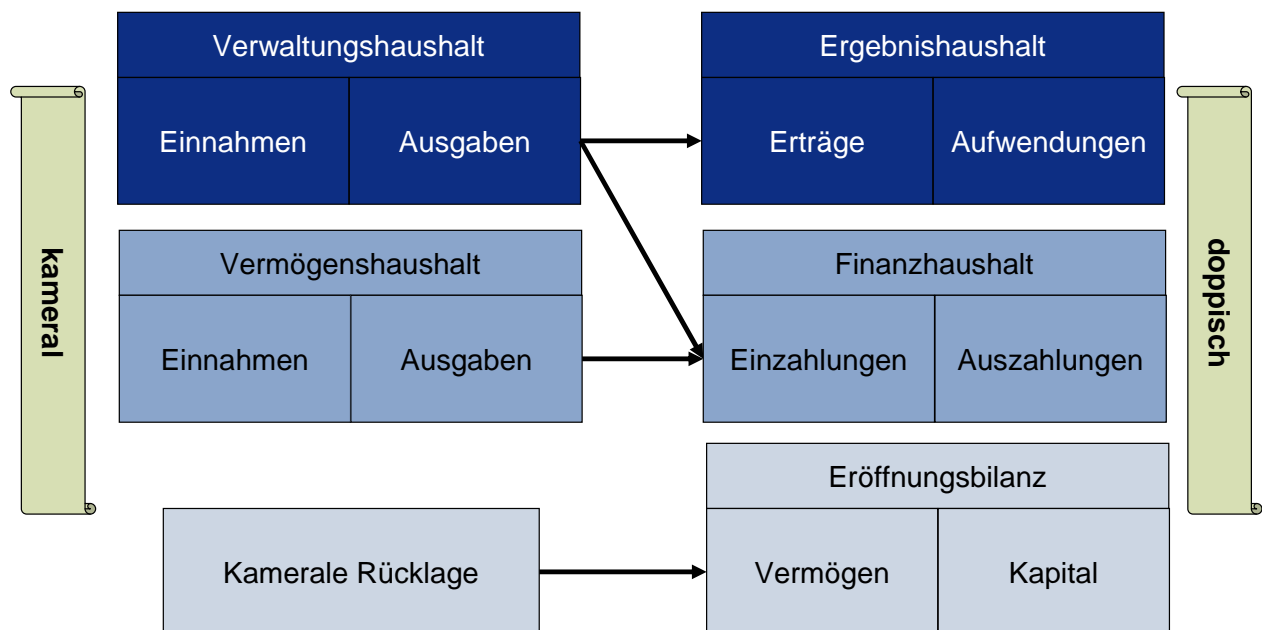 Verwaltungshaushalt
Einnahmen
Ausgaben
Ergebnishaushalt
Erträge
Aufwendungen
kameral
Vermögenshaushalt
Einnahmen
Ausgaben
Finanzhaushalt
Einzahlungen
Auszahlungen
doppisch
Kamerale Rücklage
Eröffnungsbilanz
Vermögen
Kapital